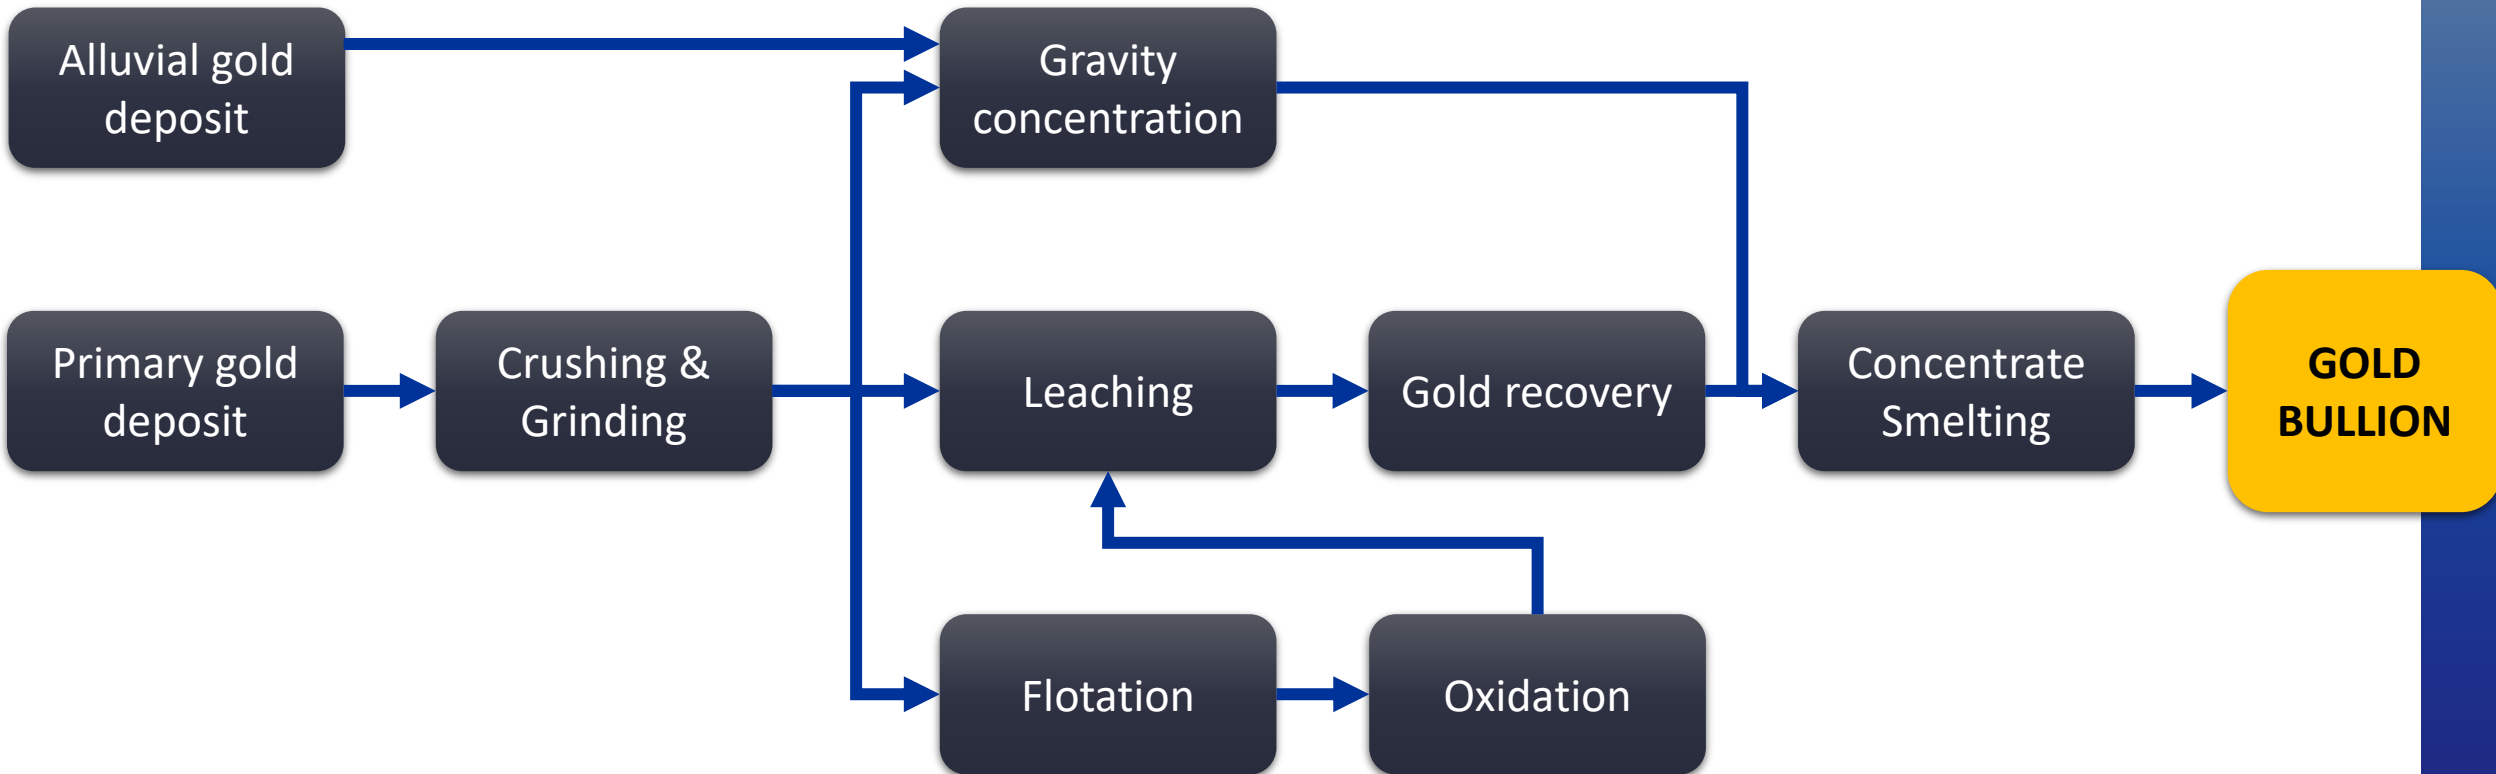 Alluvial gold
deposit
Gravity
concentration
Primary gold
deposit
Crushing &
Grinding
Leaching
Gold recovery
Concentrate
Smelting
GOLD
BULLION
Flotation
Oxidation